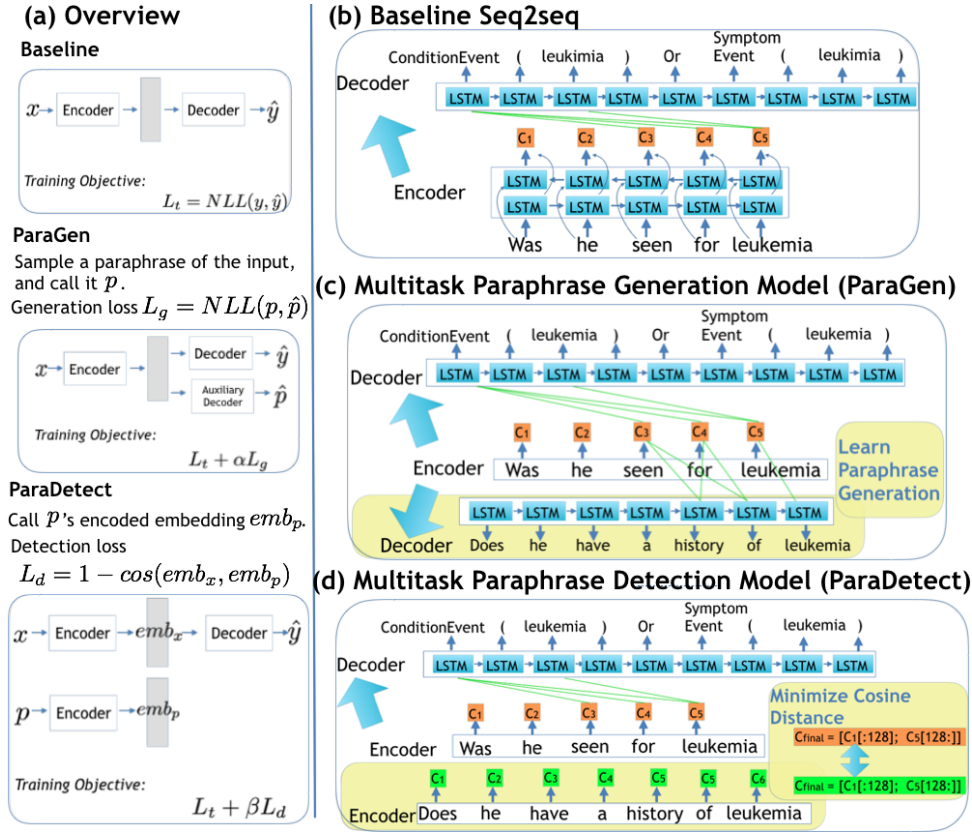 (a) Overview
Baseline
x Encoder Decoder ŷ
Training Objective:
L_t = NLL(y, ŷ)
ParaGen
Sample a paraphrase of the input,
and call it p.
Generation loss L_g = NLL(p, p̂)
x Encoder Decoder ŷ
Auxiliary
Decoder p̂
Training Objective:
L_t + αL_g
ParaDetect
Call p's encoded embedding emb_p.
Detection loss
L_d = 1 − cos(emb_x, emb_p)
x Encoder emb_x Decoder ŷ
p Encoder emb_p
Training Objective:
L_t + βL_d
(b) Baseline Seq2seq
Symptom
ConditionEvent ( leukimia ) Or Event ( leukimia )
Decoder
LSTM LSTM LSTM LSTM LSTM LSTM LSTM LSTM LSTM
C1 C2 C3 C4 C5
Encoder
LSTM LSTM LSTM LSTM LSTM
LSTM LSTM LSTM LSTM LSTM
Was he seen for leukemia
(c) Multitask Paraphrase Generation Model (ParaGen)
Symptom
ConditionEvent ( leukemia ) Or Event ( leukemia )
Decoder
LSTM LSTM LSTM LSTM LSTM LSTM LSTM LSTM LSTM
C1 C2 C3 C4 C5
Encoder Was he seen for leukemia
Learn
Paraphrase
Generation
LSTM LSTM LSTM LSTM LSTM LSTM LSTM
Decoder Does he have a history of leukemia
(d) Multitask Paraphrase Detection Model (ParaDetect)
Symptom
ConditionEvent ( leukemia ) Or Event ( leukemia )
Decoder
LSTM LSTM LSTM LSTM LSTM LSTM LSTM LSTM LSTM
C1 C2 C3 C4 C5
Encoder Was he seen for leukemia
Minimize Cosine
Distance
Cfinal = [C1[:128]; C5[128:]]
Cfinal = [C1[:128]; C5[128:]]
C1 C2 C3 C4 C5 C5 C6
Encoder Does he have a history of leukemia